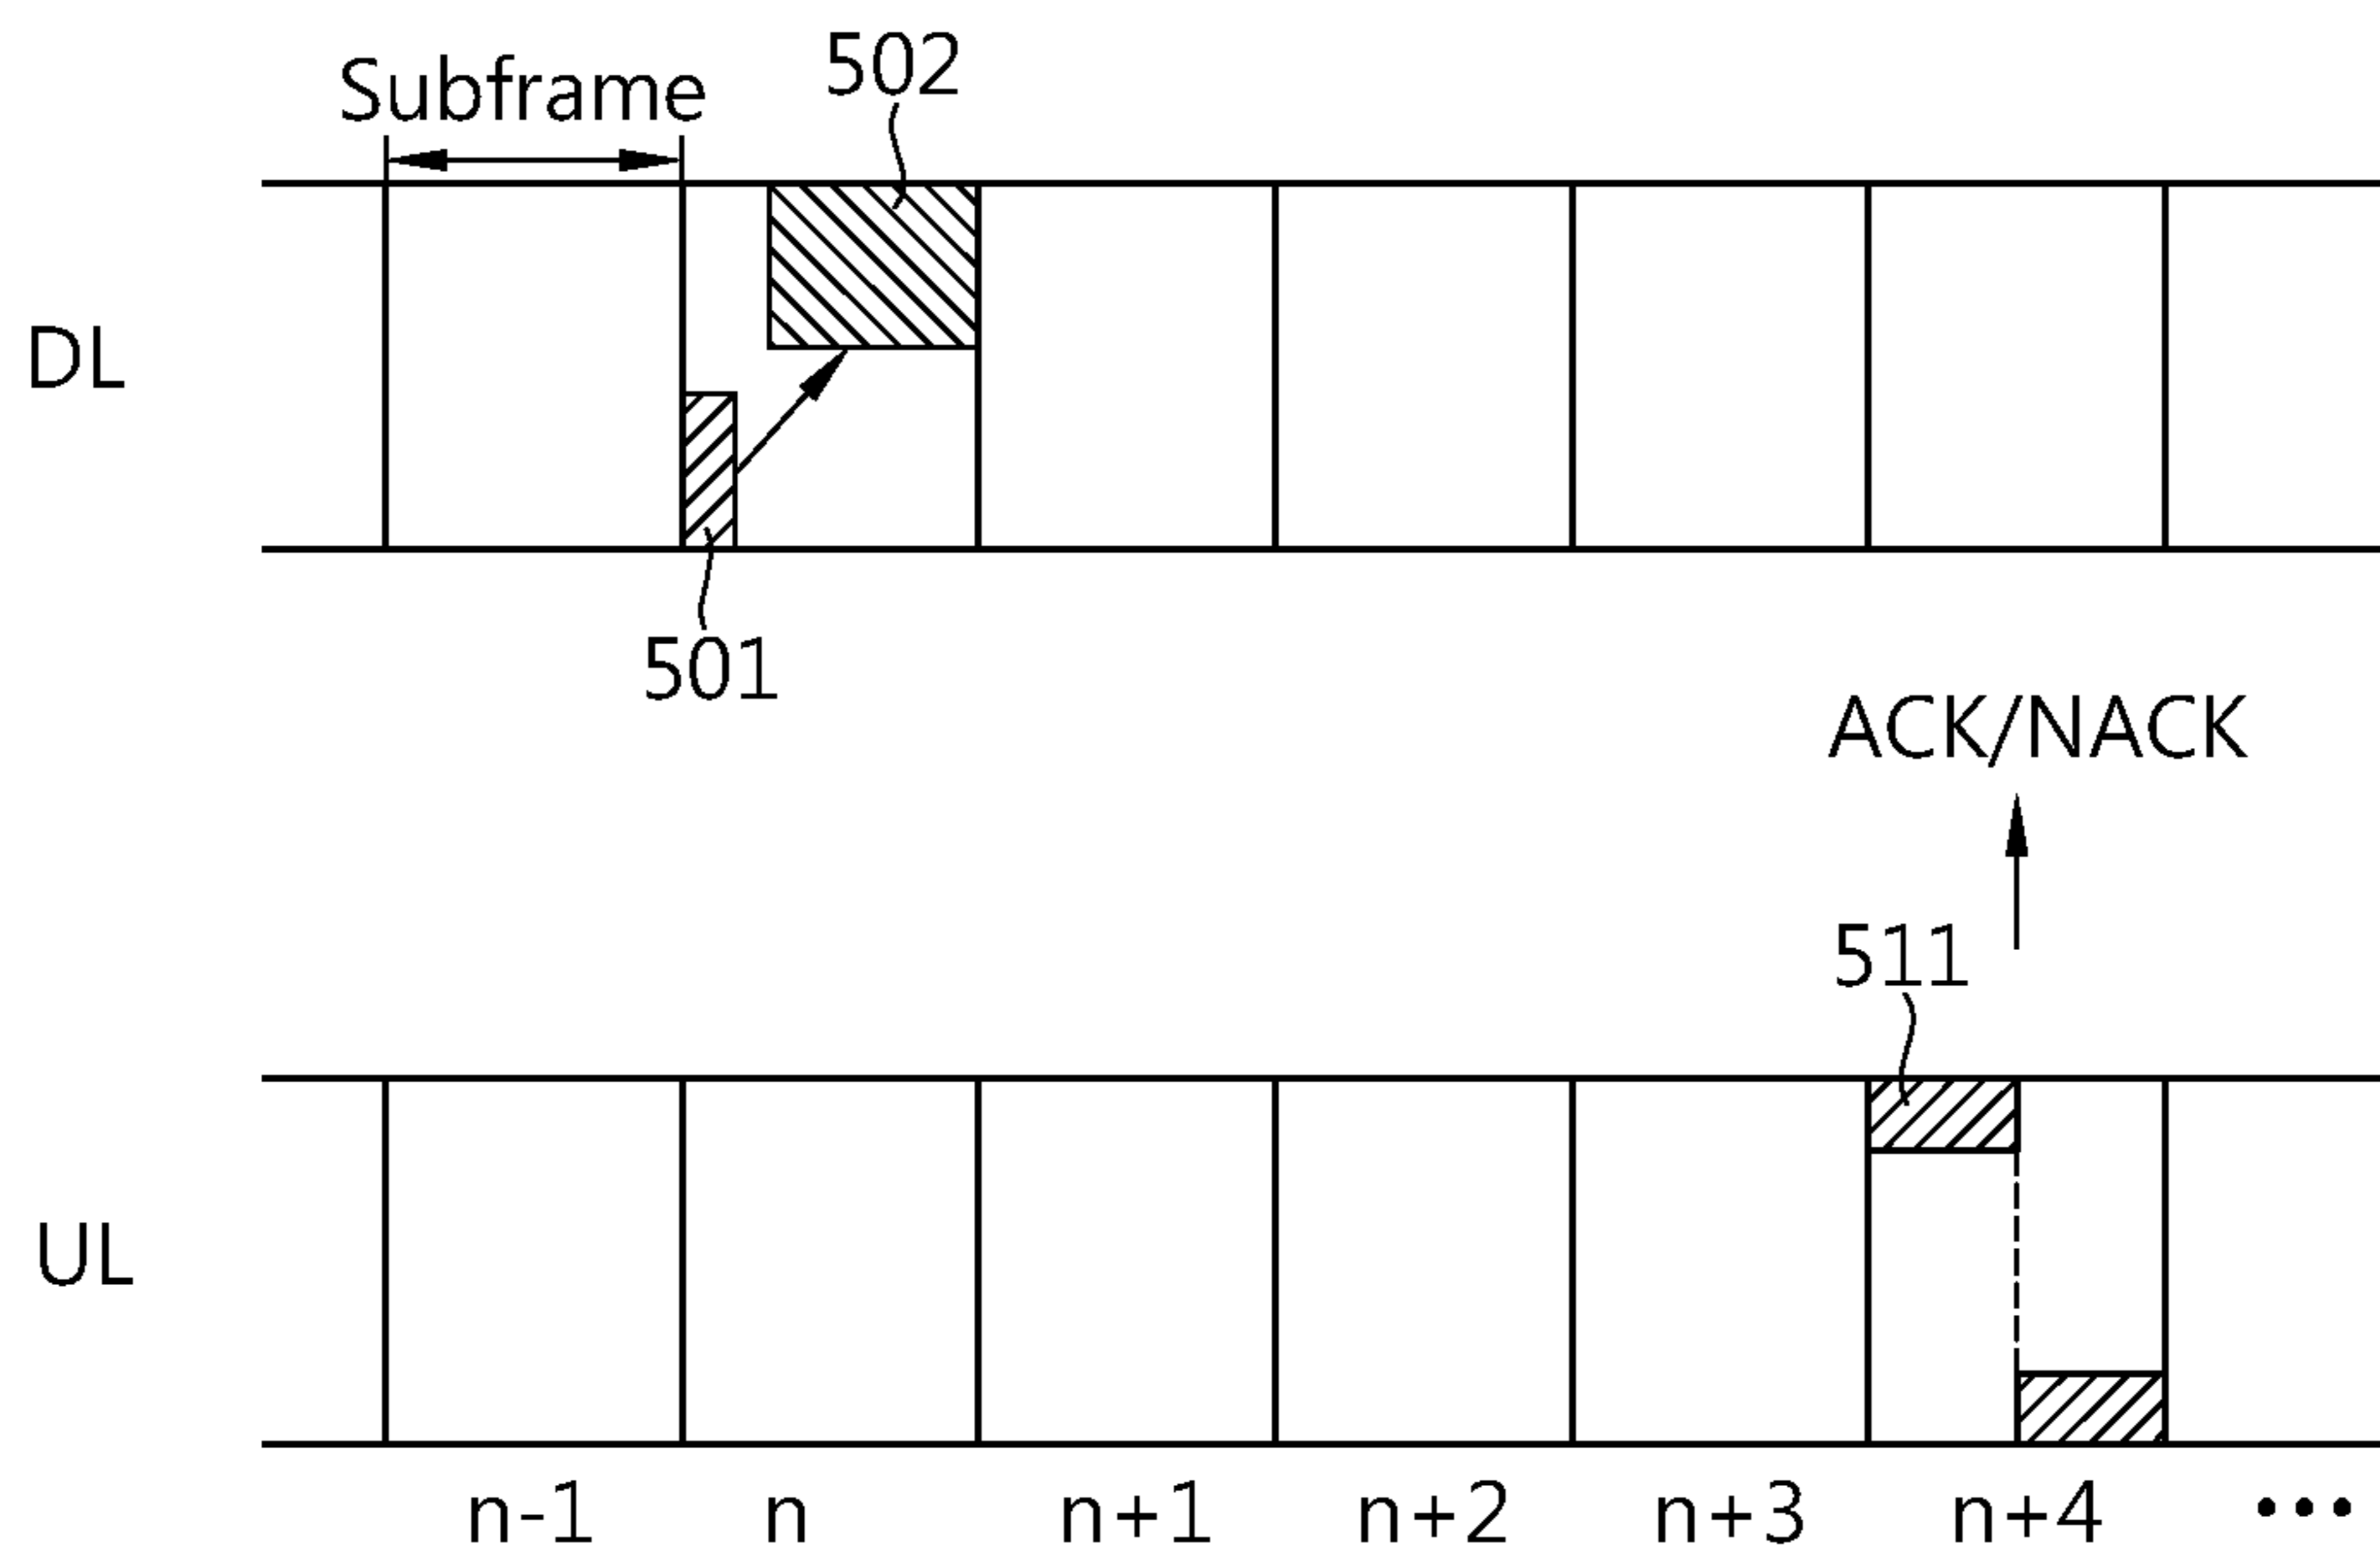 502
Subframe
DL
501
ACK/NACK
511
UL
n-1 n n+1 n+2 n+3 n+4 •••